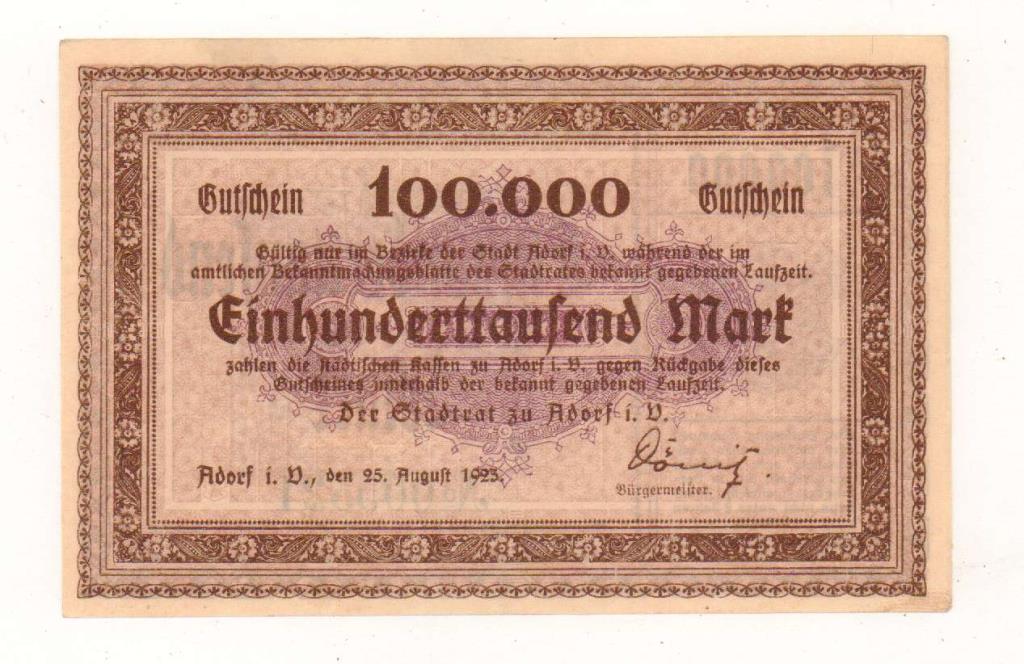 Gutschein 100.000 Gutschein
Gültig nur im Bezirke der Stadt Adorf i. V. während der im
amtlichen Bekanntmachungsblatte des Stadtrates bekannt gegebenen Laufzeit.
Einhunderttausend Mark
zahlen die städtischen Kassen zu Adorf i. V. gegen Rückgabe dieses
Gutscheines innerhalb der bekannt gegebenen Laufzeit.
Der Stadtrat zu Adorf i. V.
Adorf i. V., den 25. August 1923.
Bürgermeister.